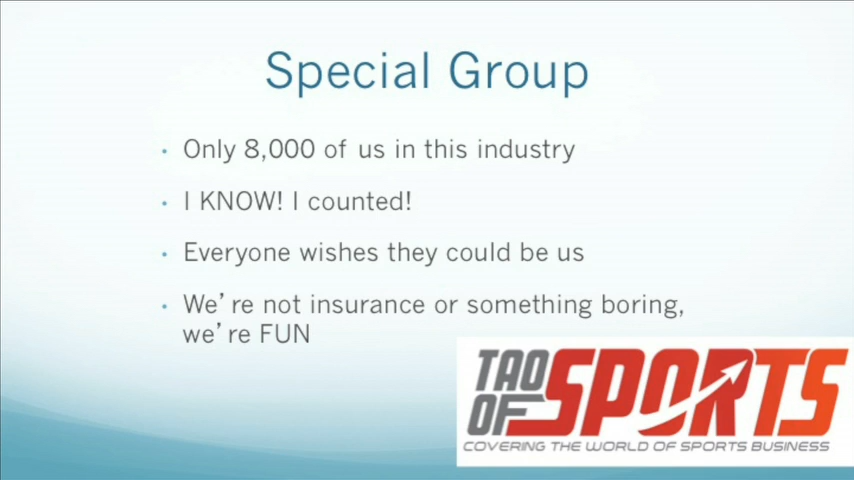 Special Group
• Only 8,000 of us in this industry
• I KNOW! I counted!
• Everyone wishes they could be us
• We’re not insurance or something boring,
we’re FUN
TAO
OF SPORTS
COVERING THE WORLD OF SPORTS BUSINESS